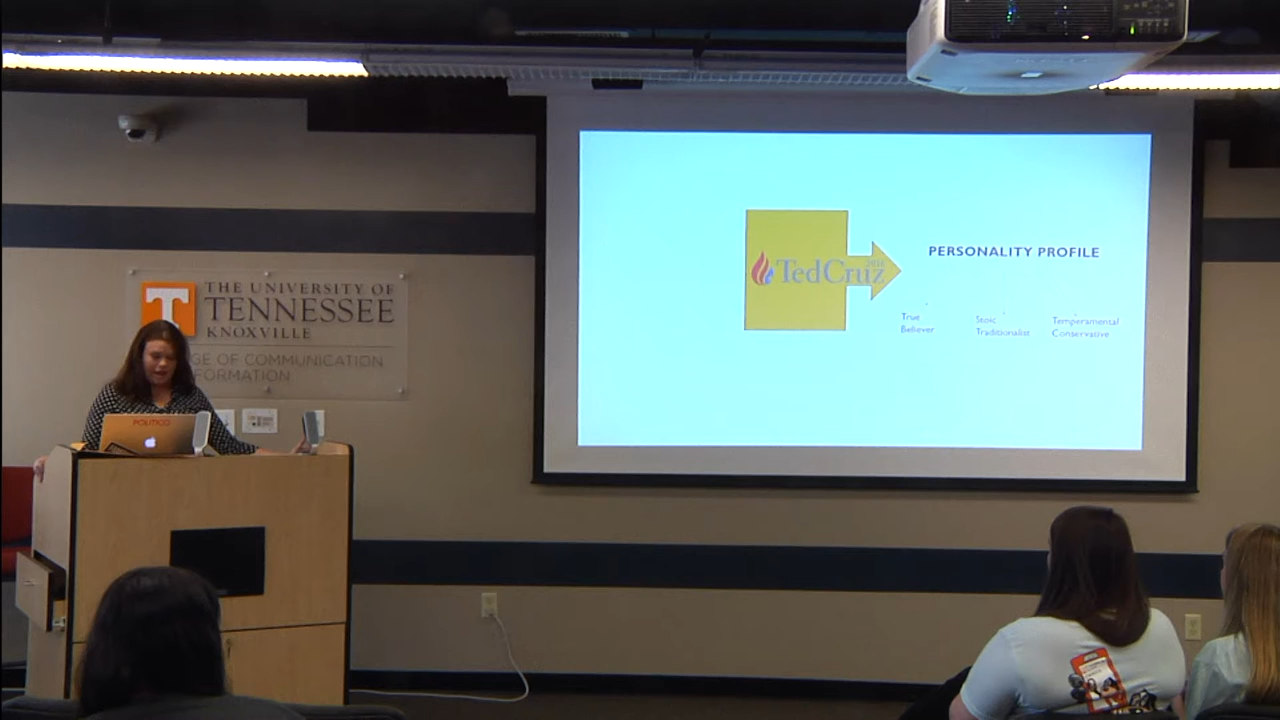 THE UNIVERSITY OF
TENNESSEE
KNOXVILLE
GE OF COMMUNICATION
FORMATION
POLITICO
TedCruz
2016
PERSONALITY PROFILE
True
Believer
Stoic
Traditionalist
Temperamental
Conservative